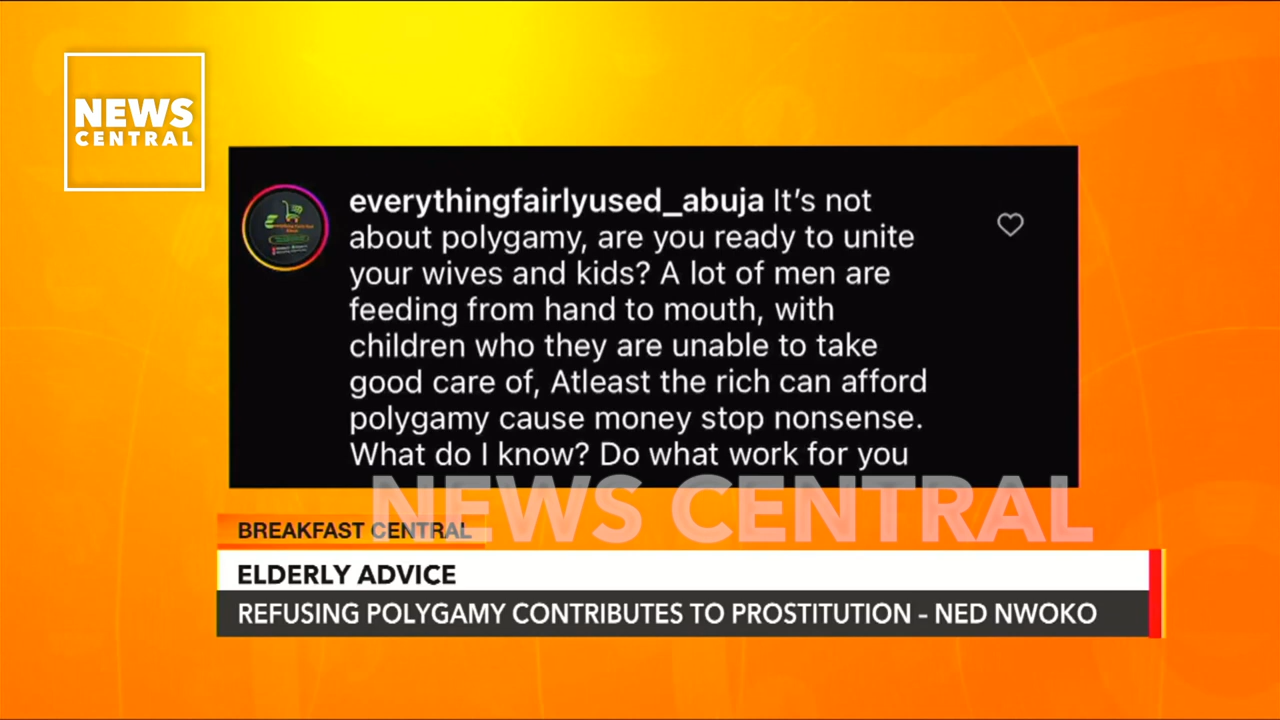 NEWS
CENTRAL
everythingfairlyused_abuja It’s not
about polygamy, are you ready to unite
your wives and kids? A lot of men are
feeding from hand to mouth, with
children who they are unable to take
good care of, Atleast the rich can afford
polygamy cause money stop nonsense.
What do I know? Do what work for you
NEWS CENTRAL
BREAKFAST CENTRAL
ELDERLY ADVICE
REFUSING POLYGAMY CONTRIBUTES TO PROSTITUTION - NED NWOKO